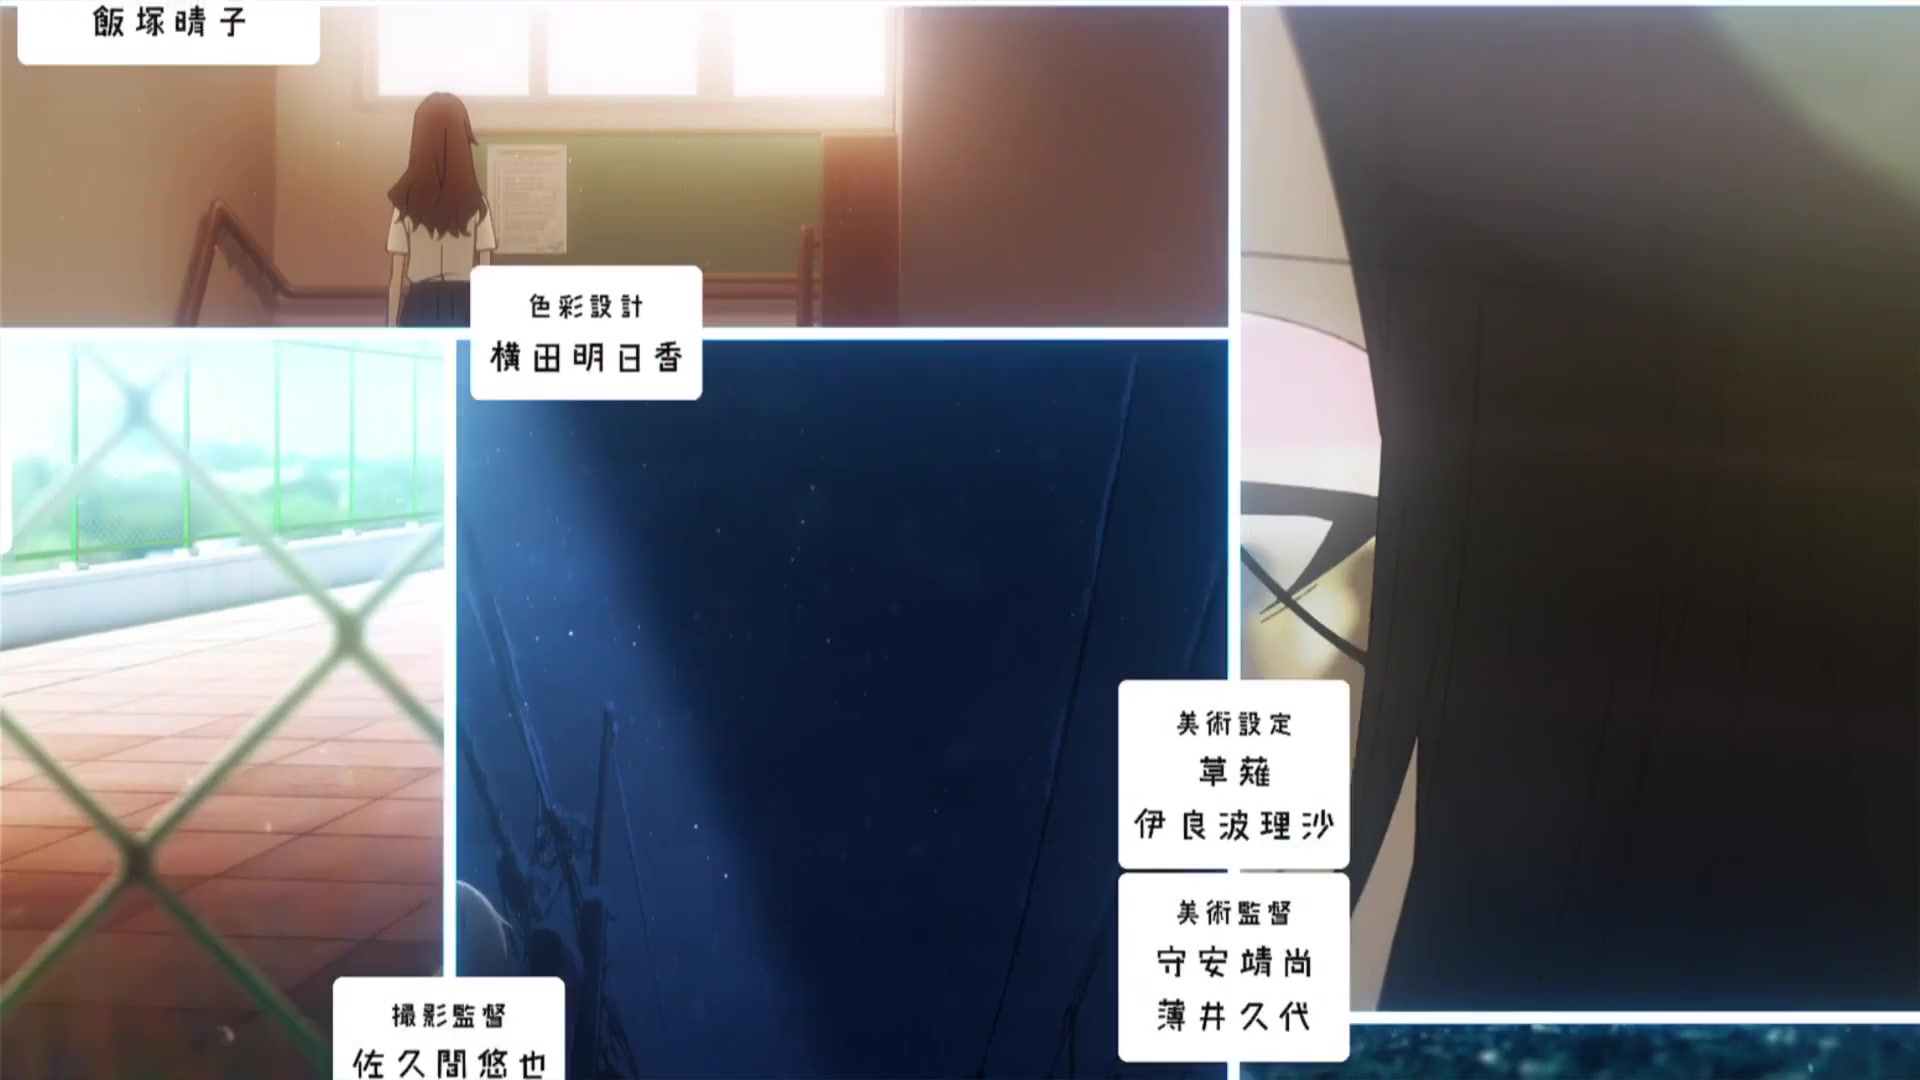 飯塚晴子
色彩設計
横田明日香
美術設定
草薙
伊良波理沙
美術監督
守安靖尚
薄井久代
撮影監督
佐久間悠也